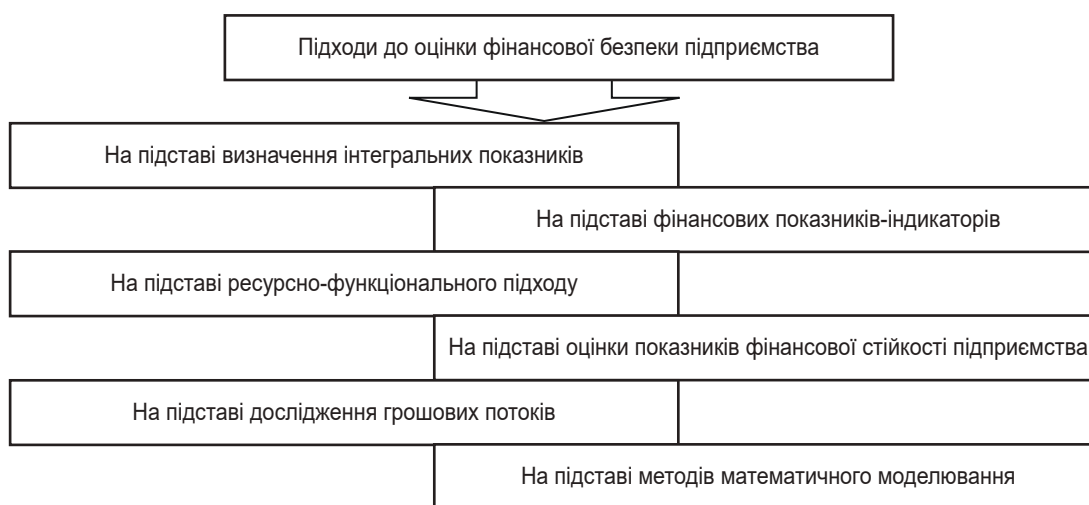 Підходи до оцінки фінансової безпеки підприємства
На підставі визначення інтегральних показників
На підставі фінансових показників-індикаторів
На підставі ресурсно-функціонального підходу
На підставі оцінки показників фінансової стійкості підприємства
На підставі дослідження грошових потоків
На підставі методів математичного моделювання